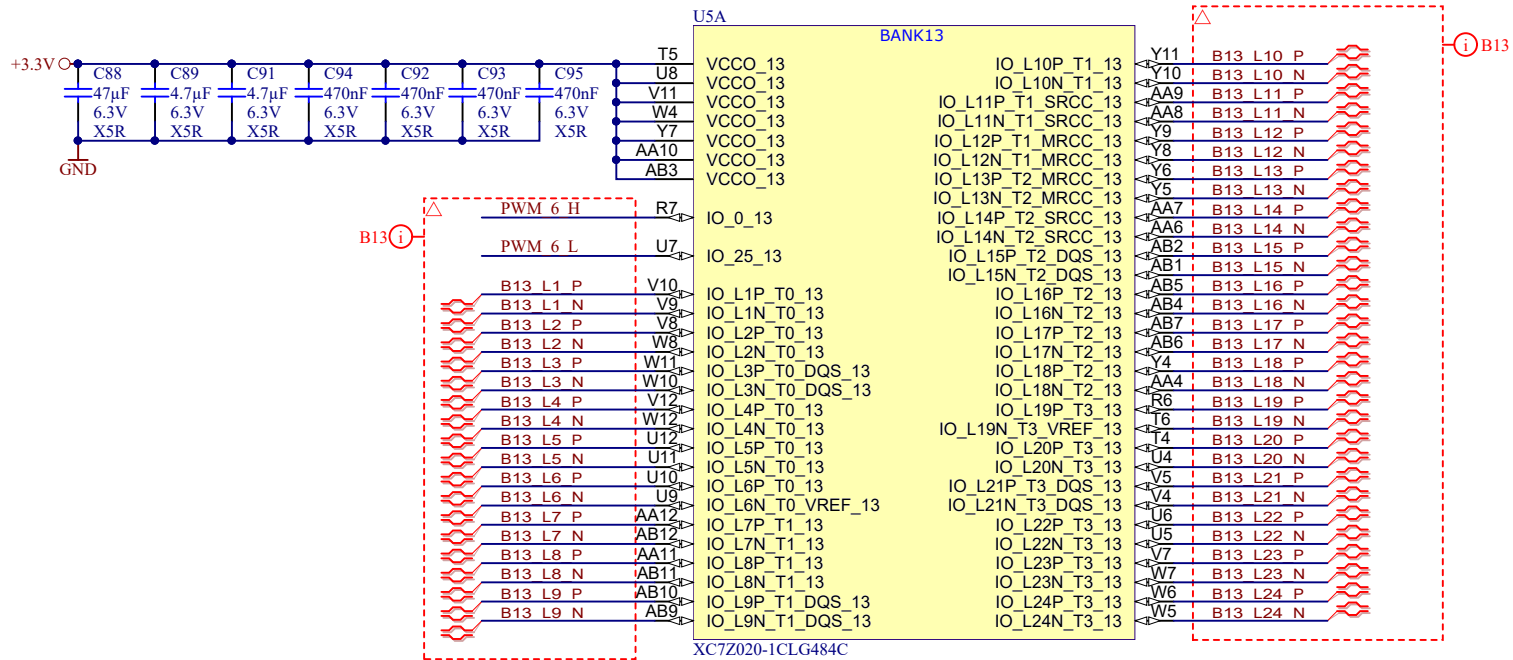 U5A
BANK13
+3.3V
C88 C89 C91 C94 C92 C93 C95
47µF 4.7µF 4.7µF 470nF 470nF 470nF 470nF
6.3V 6.3V 6.3V 6.3V 6.3V 6.3V 6.3V
X5R X5R X5R X5R X5R X5R X5R
GND
T5 VCCO_13
U8 VCCO_13
V11 VCCO_13
W4 VCCO_13
Y7 VCCO_13
AA10 VCCO_13
AB3 VCCO_13
B13 i
PWM_6_H R7 IO_0_13
PWM_6_L U7 IO_25_13
B13_L1_P V10 IO_L1P_T0_13
B13_L1_N V9 IO_L1N_T0_13
B13_L2_P V8 IO_L2P_T0_13
B13_L2_N W8 IO_L2N_T0_13
B13_L3_P W11 IO_L3P_T0_DQS_13
B13_L3_N W10 IO_L3N_T0_DQS_13
B13_L4_P V12 IO_L4P_T0_13
B13_L4_N W12 IO_L4N_T0_13
B13_L5_P U12 IO_L5P_T0_13
B13_L5_N U11 IO_L5N_T0_13
B13_L6_P U10 IO_L6P_T0_13
B13_L6_N U9 IO_L6N_T0_VREF_13
B13_L7_P AA12 IO_L7P_T1_13
B13_L7_N AB12 IO_L7N_T1_13
B13_L8_P AA11 IO_L8P_T1_13
B13_L8_N AB11 IO_L8N_T1_13
B13_L9_P AB10 IO_L9P_T1_DQS_13
B13_L9_N AB9 IO_L9N_T1_DQS_13
IO_L10P_T1_13 Y11 B13_L10_P
IO_L10N_T1_13 Y10 B13_L10_N
IO_L11P_T1_SRCC_13 AA9 B13_L11_P
IO_L11N_T1_SRCC_13 AA8 B13_L11_N
IO_L12P_T1_MRCC_13 Y9 B13_L12_P
IO_L12N_T1_MRCC_13 Y8 B13_L12_N
IO_L13P_T2_MRCC_13 Y6 B13_L13_P
IO_L13N_T2_MRCC_13 Y5 B13_L13_N
IO_L14P_T2_SRCC_13 AA7 B13_L14_P
IO_L14N_T2_SRCC_13 AA6 B13_L14_N
IO_L15P_T2_DQS_13 AB2 B13_L15_P
IO_L15N_T2_DQS_13 AB1 B13_L15_N
IO_L16P_T2_13 AB5 B13_L16_P
IO_L16N_T2_13 AB4 B13_L16_N
IO_L17P_T2_13 AB7 B13_L17_P
IO_L17N_T2_13 AB6 B13_L17_N
IO_L18P_T2_13 Y4 B13_L18_P
IO_L18N_T2_13 AA4 B13_L18_N
IO_L19P_T3_13 R6 B13_L19_P
IO_L19N_T3_VREF_13 T6 B13_L19_N
IO_L20P_T3_13 T4 B13_L20_P
IO_L20N_T3_13 U4 B13_L20_N
IO_L21P_T3_DQS_13 V5 B13_L21_P
IO_L21N_T3_DQS_13 V4 B13_L21_N
IO_L22P_T3_13 U6 B13_L22_P
IO_L22N_T3_13 U5 B13_L22_N
IO_L23P_T3_13 V7 B13_L23_P
IO_L23N_T3_13 W7 B13_L23_N
IO_L24P_T3_13 W6 B13_L24_P
IO_L24N_T3_13 W5 B13_L24_N
i B13
XC7Z020-1CLG484C